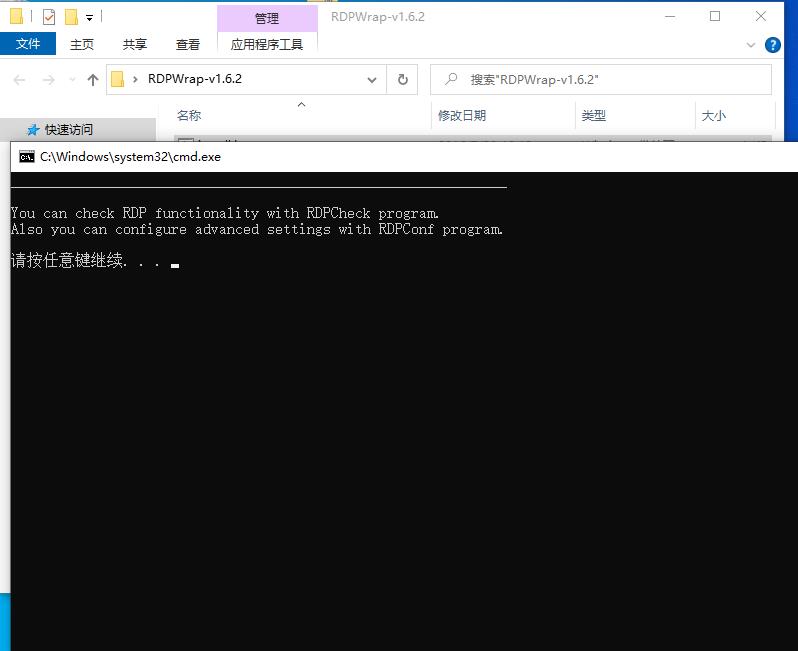 管理
RDPWrap-v1.6.2
文件
主页
共享
查看
应用程序工具
RDPWrap-v1.6.2
搜索"RDPWrap-v1.6.2"
名称
修改日期
类型
大小
快速访问
C:\Windows\system32\cmd.exe
You can check RDP functionality with RDPCheck program.
Also you can configure advanced settings with RDPConf program.
请按任意键继续. . .